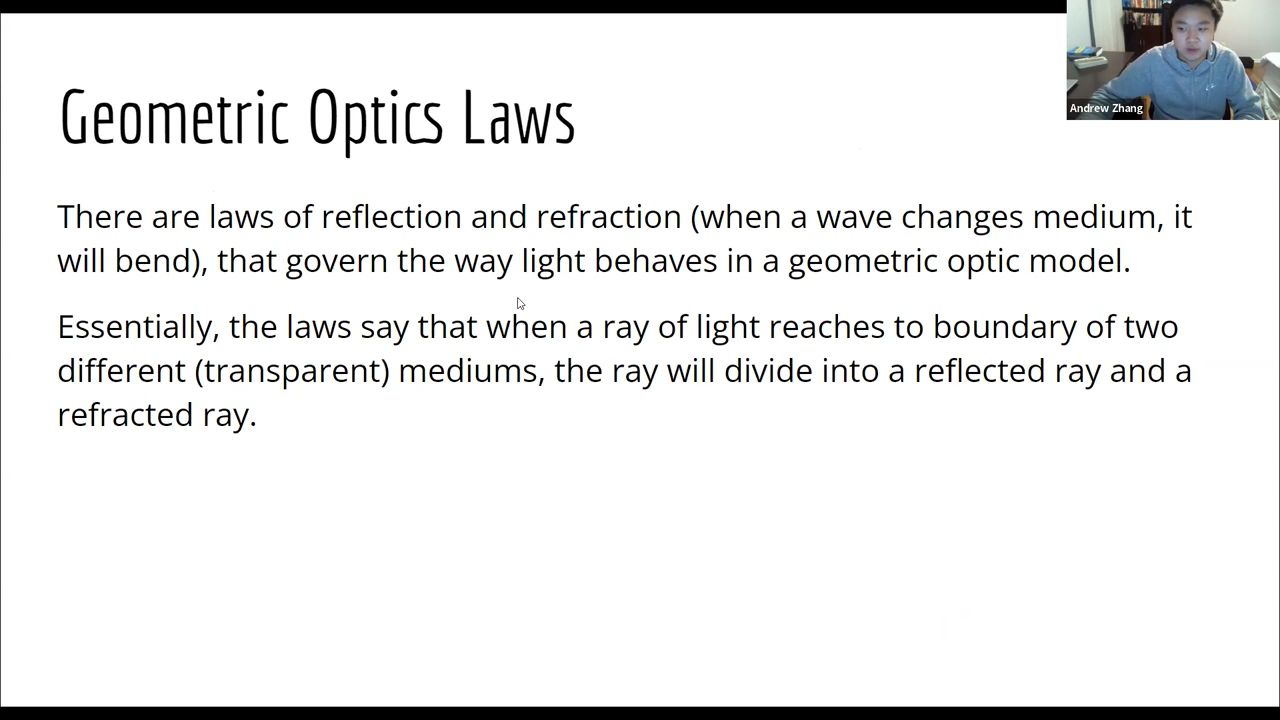 Geometric Optics Laws
Andrew Zhang
There are laws of reflection and refraction (when a wave changes medium, it
will bend), that govern the way light behaves in a geometric optic model.
Essentially, the laws say that when a ray of light reaches to boundary of two
different (transparent) mediums, the ray will divide into a reflected ray and a
refracted ray.